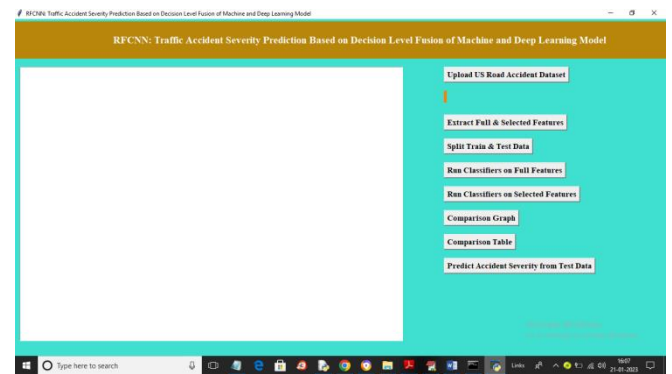 RFCNN: Traffic Accident Severity Prediction Based on Decision Level Fusion of Machine and Deep Learning Model
RFCNN: Traffic Accident Severity Prediction Based on Decision Level Fusion of Machine and Deep Learning Model
Upload US Road Accident Dataset
Extract Full & Selected Features
Split Train & Test Data
Run Classifiers on Full Features
Run Classifiers on Selected Features
Comparison Graph
Comparison Table
Predict Accident Severity from Test Data
Type here to search
Links
16:07
21-01-2023